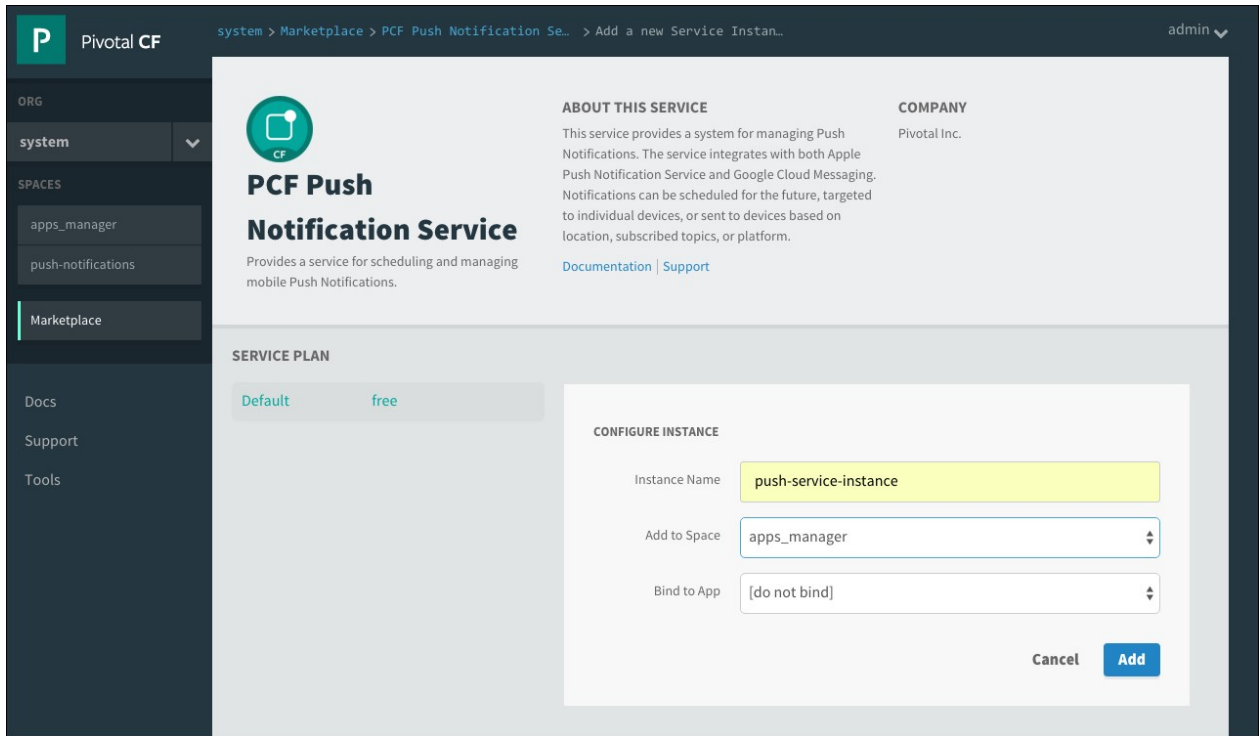 P
Pivotal CF
system > Marketplace > PCF Push Notification Se… > Add a new Service Instan…
admin
ORG
system
SPACES
apps_manager
push-notifications
Marketplace
Docs
Support
Tools
CF
PCF Push
Notification Service
Provides a service for scheduling and managing
mobile Push Notifications.
ABOUT THIS SERVICE
This service provides a system for managing Push
Notifications. The service integrates with both Apple
Push Notification Service and Google Cloud Messaging.
Notifications can be scheduled for the future, targeted
to individual devices, or sent to devices based on
location, subscribed topics, or platform.
Documentation | Support
COMPANY
Pivotal Inc.
SERVICE PLAN
Default free
CONFIGURE INSTANCE
Instance Name push-service-instance
Add to Space apps_manager
Bind to App [do not bind]
Cancel Add